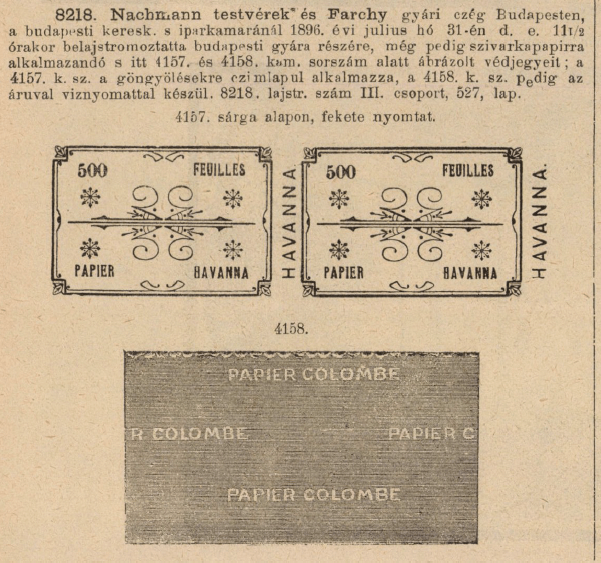 8218. Nachmann testvérek és Farchy gyári czég Budapesten,
a budapesti keresk. s iparkamaránál 1896. évi julius hó 31-én d. e. 11 1/2
órakor belajstromoztatta budapesti gyára részére, még pedig szivarkapapirra
alkalmazandó s itt 4157. és 4158. kam. sorszám alatt ábrázolt védjegyeit; a
4157. k. sz. a göngyölésekre czimlapul alkalmazza, a 4158. k. sz. pedig az
áruval viznyomattal készül. 8218. lajstr. szám III. csoport, 527, lap.
4157. sárga alapon, fekete nyomtat.
500 FEUILLES
PAPIER HAVANNA
HAVANNA
500 FEUILLES
PAPIER HAVANNA
HAVANNA.
4158.
PAPIER COLOMBE
R COLOMBE PAPIER C
PAPIER COLOMBE